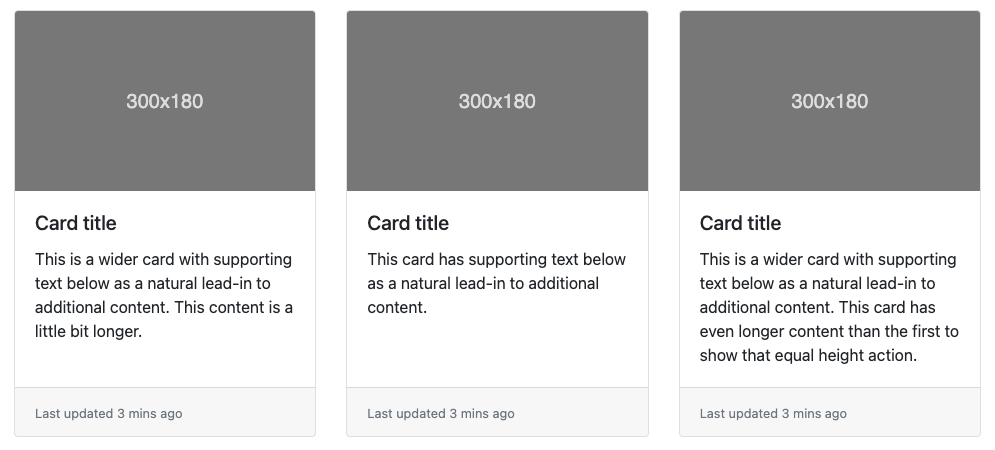 300x180
Card title
This is a wider card with supporting
text below as a natural lead-in to
additional content. This content is a
little bit longer.
Last updated 3 mins ago
300x180
Card title
This card has supporting text below
as a natural lead-in to additional
content.
Last updated 3 mins ago
300x180
Card title
This is a wider card with supporting
text below as a natural lead-in to
additional content. This card has
even longer content than the first to
show that equal height action.
Last updated 3 mins ago